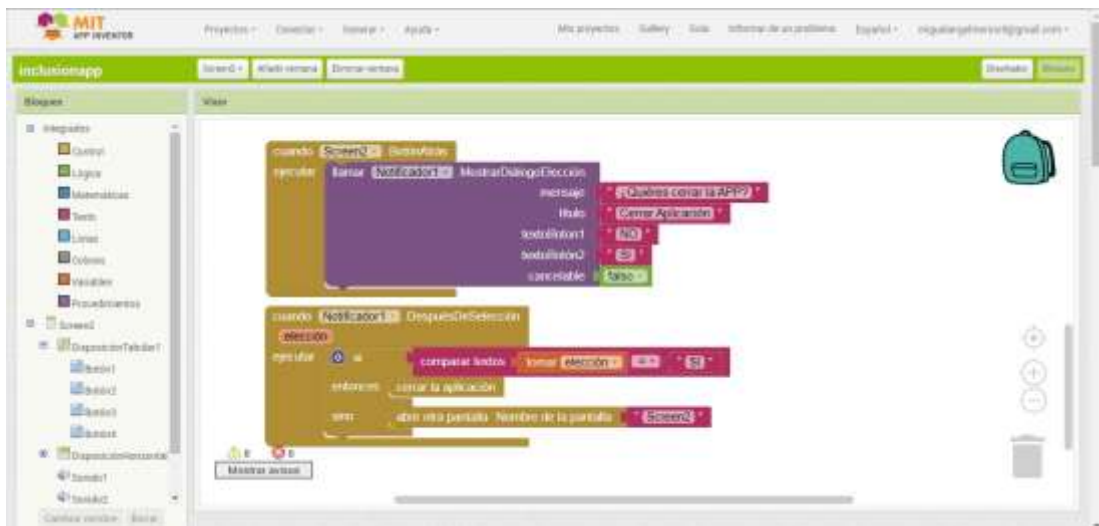 MIT
APP INVENTOR
Proyectos Conectar Generar Ayuda
Mis proyectos Gallery Guía Informar de un problema Español
inclusionapp
Screen2 Añadir ventana Eliminar ventana
Diseñador Bloques
Bloques
Visor
Integrados
Control
Lógica
Matemáticas
Texto
Listas
Colores
Variables
Procedimientos
Screen2
DisposiciónTabular1
Botón1
Botón2
Botón3
DisposiciónHorizontal
Sonido1
Sonido2
Cambiar nombre Borrar
cuando Screen2 BotónAtrás
ejecutar llamar Notificador1 MostrarDiálogoElección
mensaje "¿Quieres cerrar la APP?"
título "Cerrar Aplicación"
textoBotón1 "NO"
textoBotón2 "SI"
cancelable falso
cuando Notificador1 DespuésDeSelección
elección
ejecutar si comparar textos tomar elección = "SI"
entonces cerrar la aplicación
sino abrir otra pantalla Nombre de la pantalla "Screen2"
Mostrar avisos